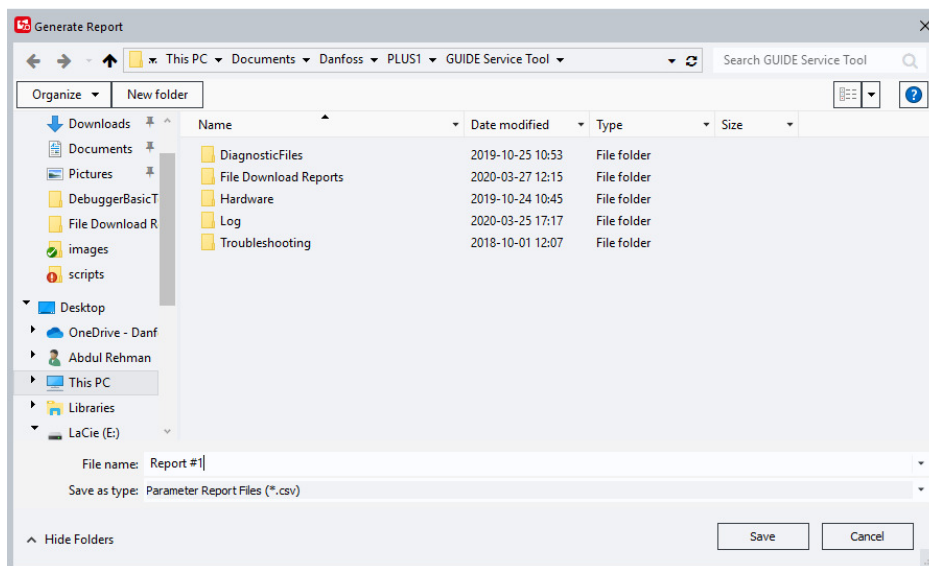 Generate Report
This PC Documents Danfoss PLUS1 GUIDE Service Tool Search GUIDE Service Tool
Organize New folder
Name Date modified Type Size
Downloads
Documents
Pictures
DebuggerBasicT
File Download R
images
scripts
Desktop
OneDrive - Danf
Abdul Rehman
This PC
Libraries
LaCie (E:)
DiagnosticFiles 2019-10-25 10:53 File folder
File Download Reports 2020-03-27 12:15 File folder
Hardware 2019-10-24 10:45 File folder
Log 2020-03-25 17:17 File folder
Troubleshooting 2018-10-01 12:07 File folder
File name: Report #1
Save as type: Parameter Report Files (*.csv)
Hide Folders Save Cancel